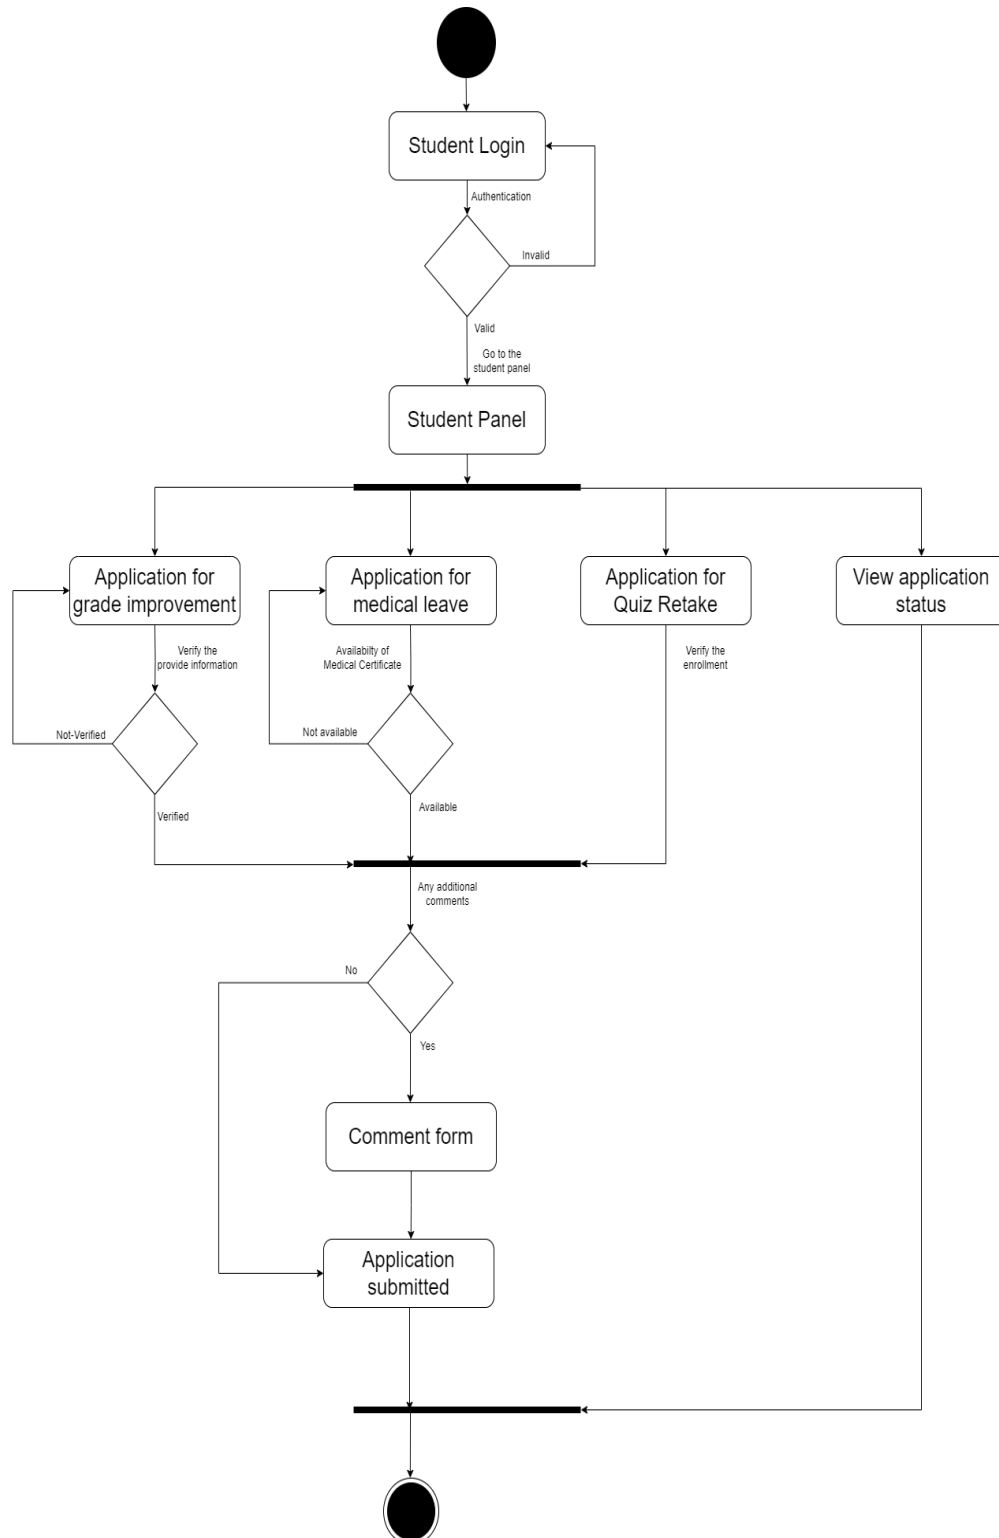 Student Login
Authentication
Invalid
Valid
Go to the
student panel
Student Panel
Application for
grade improvement
Application for
medical leave
Application for
Quiz Retake
View application
status
Verify the
provide information
Availabilty of
Medical Certificate
Verify the
enrollment
Not-Verified
Not available
Verified
Available
Any additional
comments
No
Yes
Comment form
Application
submitted